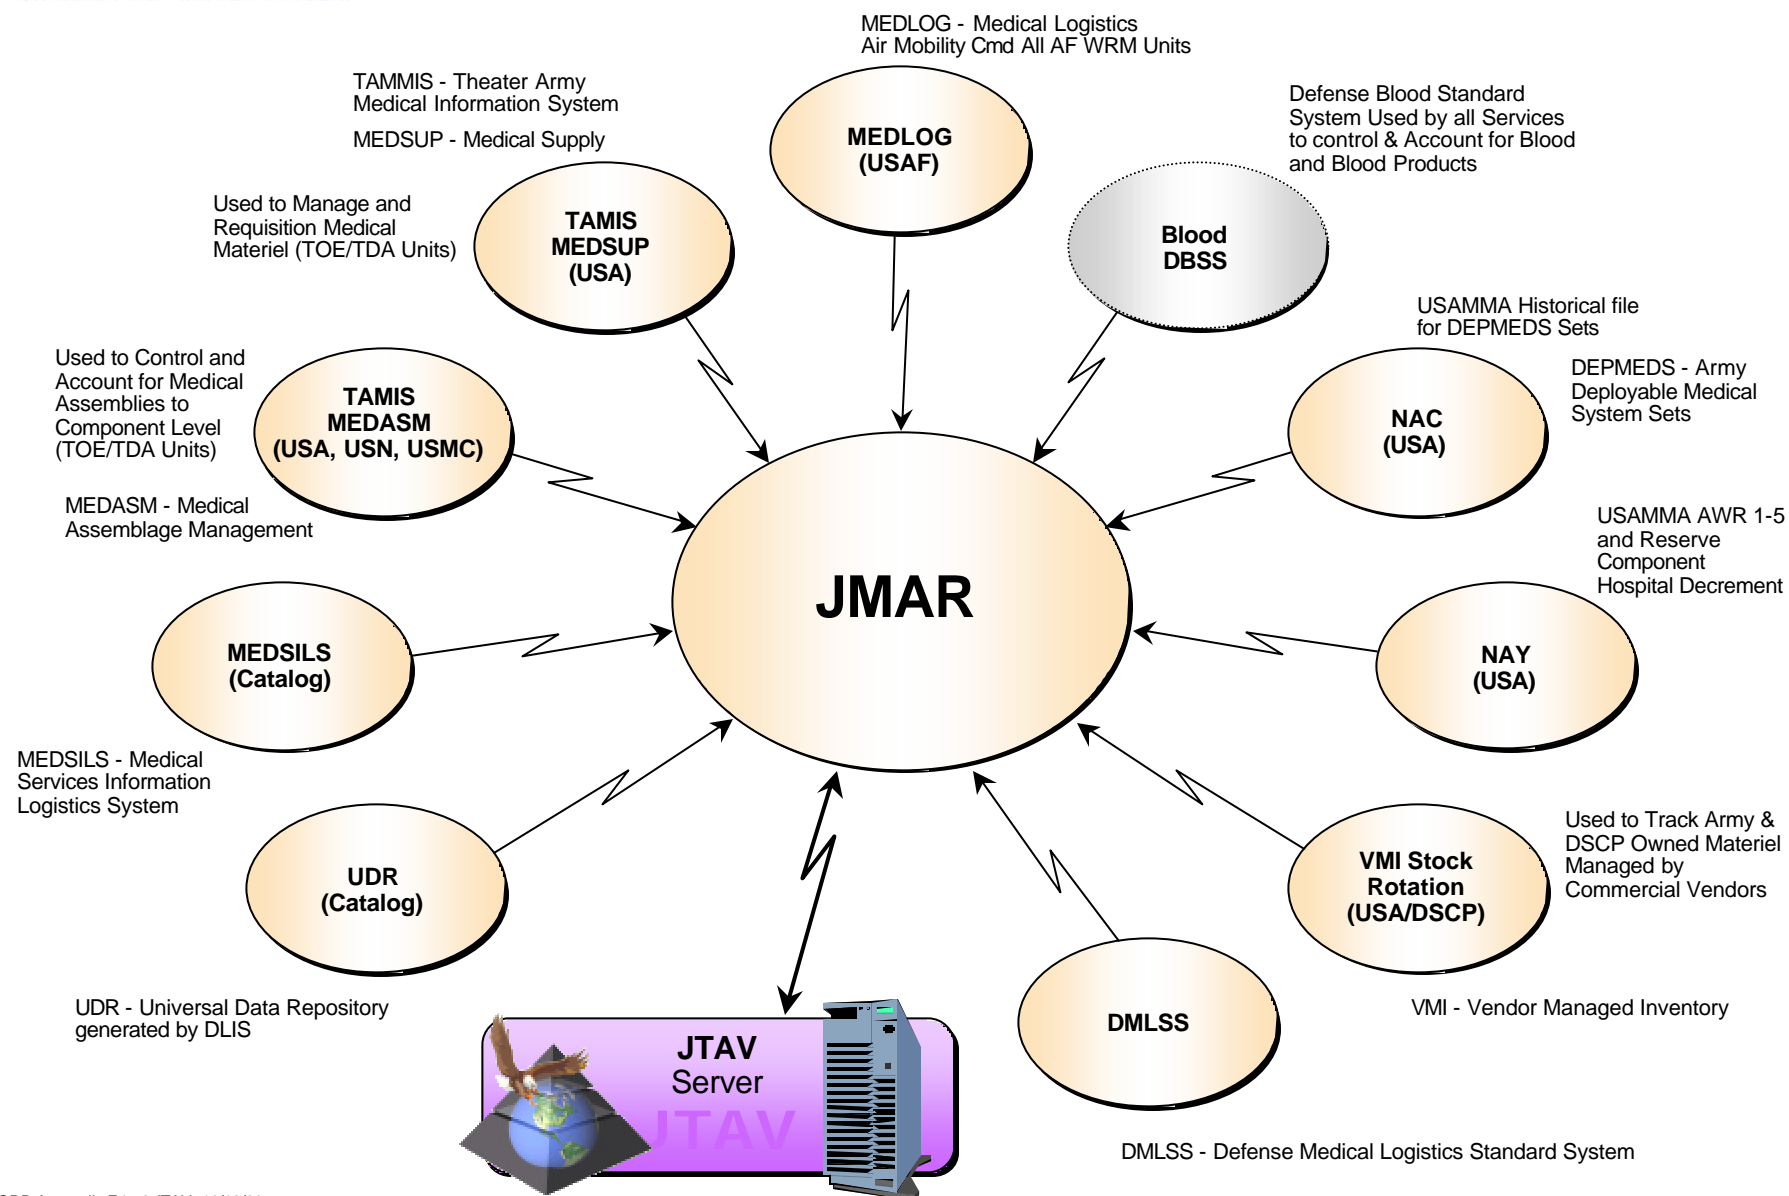 MEDLOG - Medical Logistics
Air Mobility Cmd All AF WRM Units
TAMMIS - Theater Army
Medical Information System
MEDSUP - Medical Supply
Defense Blood Standard
System Used by all Services
to control & Account for Blood
and Blood Products
MEDLOG
(USAF)
Used to Manage and
Requisition Medical
Materiel (TOE/TDA Units)
TAMIS
MEDSUP
(USA)
Blood
DBSS
USAMMA Historical file
for DEPMEDS Sets
Used to Control and
Account for Medical
Assemblies to
Component Level
(TOE/TDA Units)
TAMIS
MEDASM
(USA, USN, USMC)
NAC
(USA)
DEPMEDS - Army
Deployable Medical
System Sets
MEDASM - Medical
Assemblage Management
USAMMA AWR 1-5
and Reserve
Component
Hospital Decrement
JMAR
MEDSILS
(Catalog)
NAY
(USA)
MEDSILS - Medical
Services Information
Logistics System
UDR
(Catalog)
VMI Stock
Rotation
(USA/DSCP)
Used to Track Army &
DSCP Owned Materiel
Managed by
Commercial Vendors
UDR - Universal Data Repository
generated by DLIS
VMI - Vendor Managed Inventory
DMLSS
JTAV
Server
JTAV
DMLSS - Defense Medical Logistics Standard System